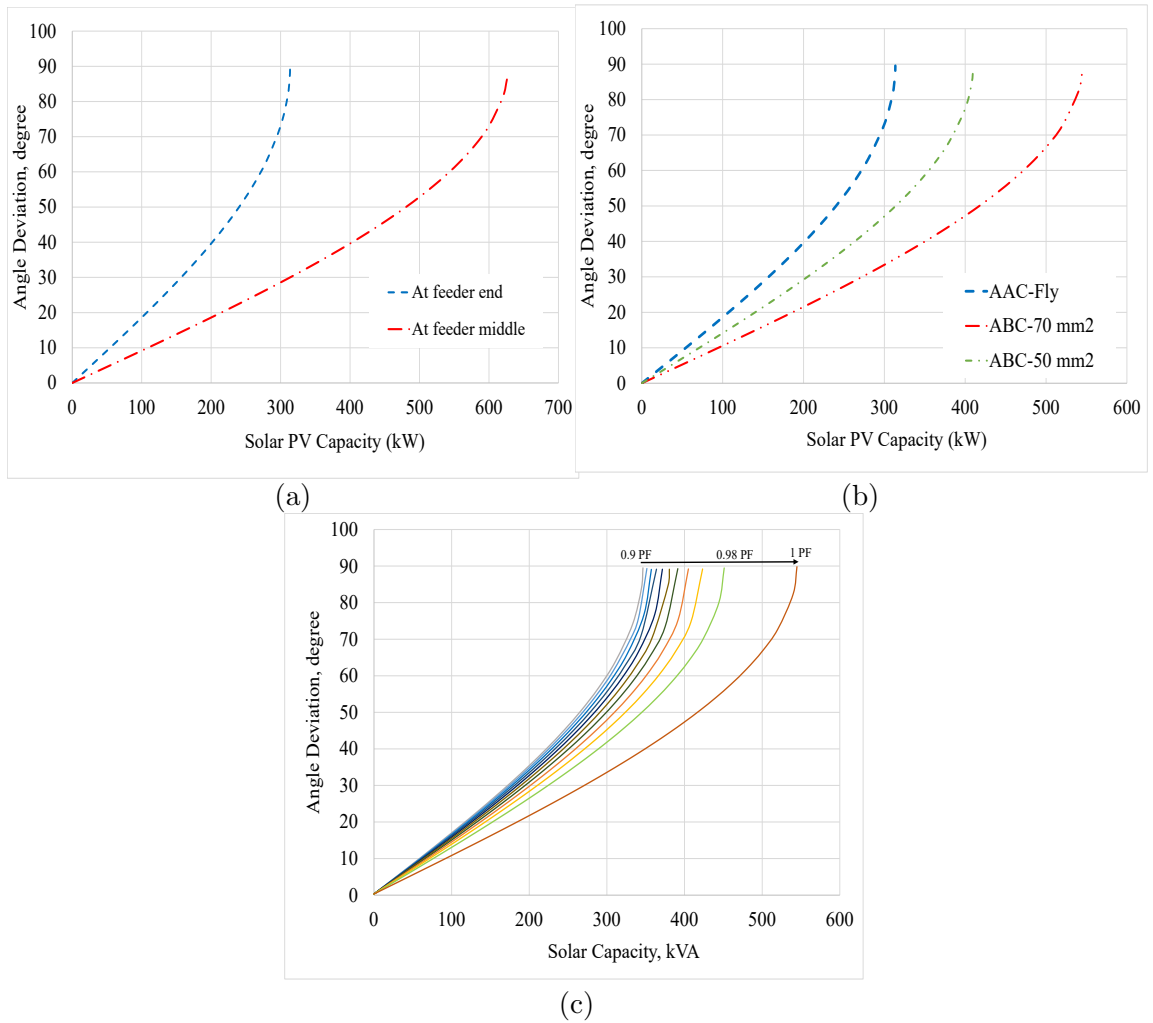 100
90
80
70
60
50
40
30
20
10
0
Angle Deviation, degree
At feeder end
At feeder middle
0 100 200 300 400 500 600 700
Solar PV Capacity (kW)
(a)
100
90
80
70
60
50
40
30
20
10
0
Angle Deviation, degree
AAC-Fly
ABC-70 mm2
ABC-50 mm2
0 100 200 300 400 500 600
Solar PV Capacity (kW)
(b)
100
90
80
70
60
50
40
30
20
10
0
Angle Deviation, degree
0.9 PF 0.98 PF 1 PF
0 100 200 300 400 500 600
Solar Capacity, kVA
(c)